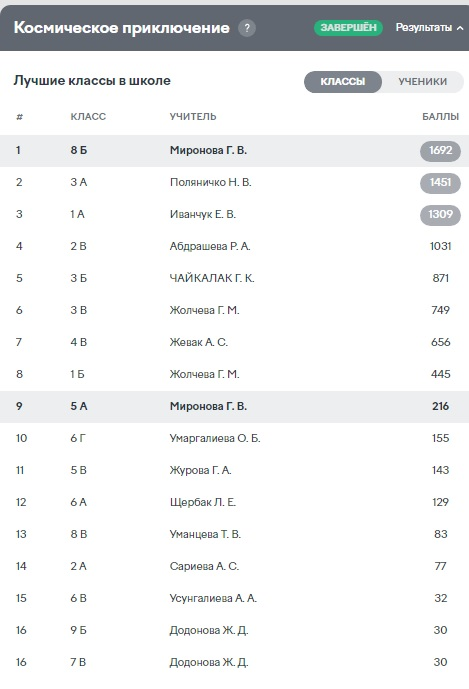 Космическое приключение ? ЗАВЕРШЁН Результаты
Лучшие классы в школе КЛАССЫ УЧЕНИКИ
# КЛАСС УЧИТЕЛЬ БАЛЛЫ
1 8 Б Миронова Г. В. 1692
2 3 А Поляничко Н. В. 1451
3 1 А Иванчук Е. В. 1309
4 2 В Абдрашева Р. А. 1031
5 3 Б ЧАЙКАЛАК Г. К. 871
6 3 В Жолчева Г. М. 749
7 4 В Жевак А. С. 656
8 1 Б Жолчева Г. М. 445
9 5 А Миронова Г. В. 216
10 6 Г Умаргалиева О. Б. 155
11 5 В Журова Г. А. 143
12 6 А Щербак Л. Е. 129
13 8 В Уманцева Т. В. 83
14 2 А Сариева А. С. 77
15 6 В Усунгалиева А. А. 32
16 9 Б Додонова Ж. Д. 30
16 7 В Додонова Ж. Д. 30